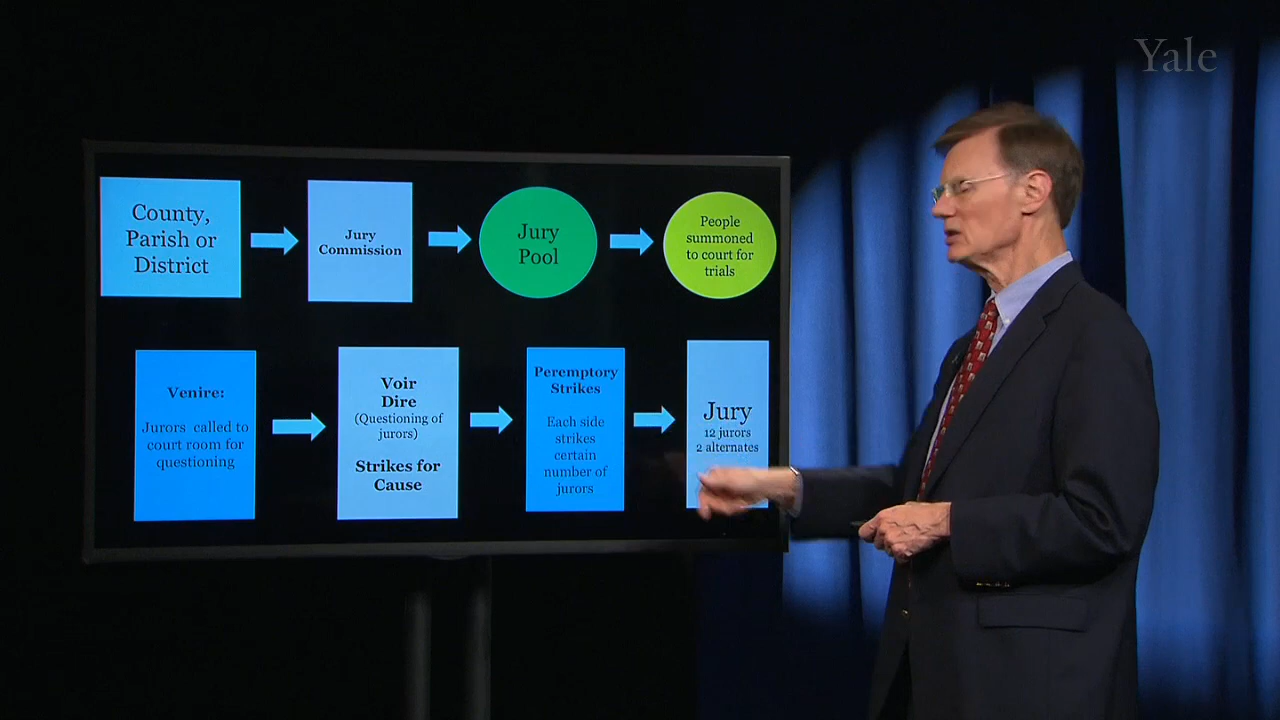 Yale
County,
Parish or
District
Jury
Commission
Jury
Pool
People
summoned
to court for
trials
Venire:
Jurors called to
court room for
questioning
Voir
Dire
(Questioning of
jurors)
Strikes for
Cause
Peremptory
Strikes
Each side
strikes
certain
number of
jurors
Jury
12 jurors
2 alternates